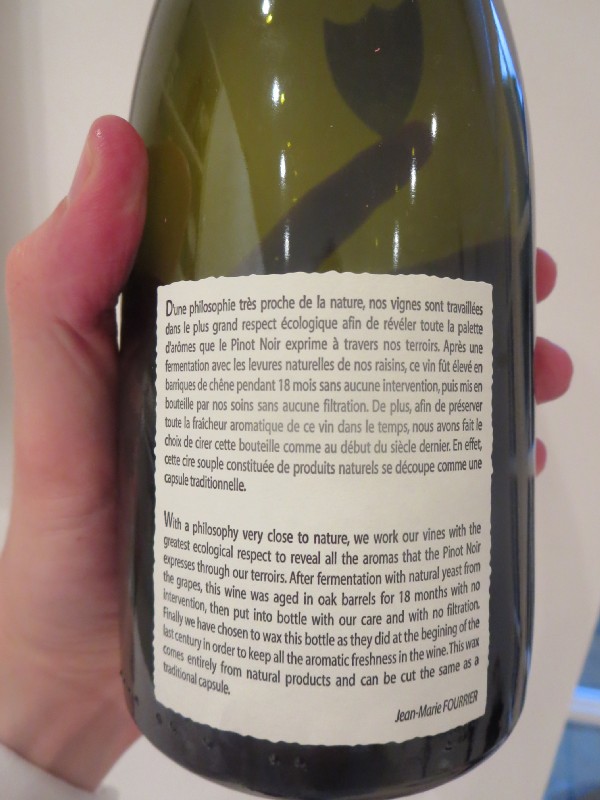 D'une philosophie très proche de la nature, nos vignes sont travaillées
dans le plus grand respect écologique afin de révéler toute la palette
d'arômes que le Pinot Noir exprime à travers nos terroirs. Après une
fermentation avec les levures naturelles de nos raisins, ce vin fût élevé en
barriques de chêne pendant 18 mois sans aucune intervention, puis mis en
bouteille par nos soins sans aucune filtration. De plus, afin de préserver
toute la fraicheur aromatique de ce vin dans le temps, nous avons fait le
choix de cirer cette bouteille comme au début du siècle dernier. En effet,
cette cire souple constituée de produits naturels se découpe comme une
capsule traditionnelle.
With a philosophy very close to nature, we work our vines with the
greatest ecological respect to reveal all the aromas that the Pinot Noir
expresses through our terroirs. After fermentation with natural yeast from
the grapes, this wine was aged in oak barrels for 18 months with no
intervention, then put into bottle with our care and with no filtration.
Finally we have chosen to wax this bottle as they did at the begining of the
last century in order to keep all the aromatic freshness in the wine. This wax
comes entirely from natural products and can be cut the same as a
traditional capsule.
Jean-Marie FOURRIER